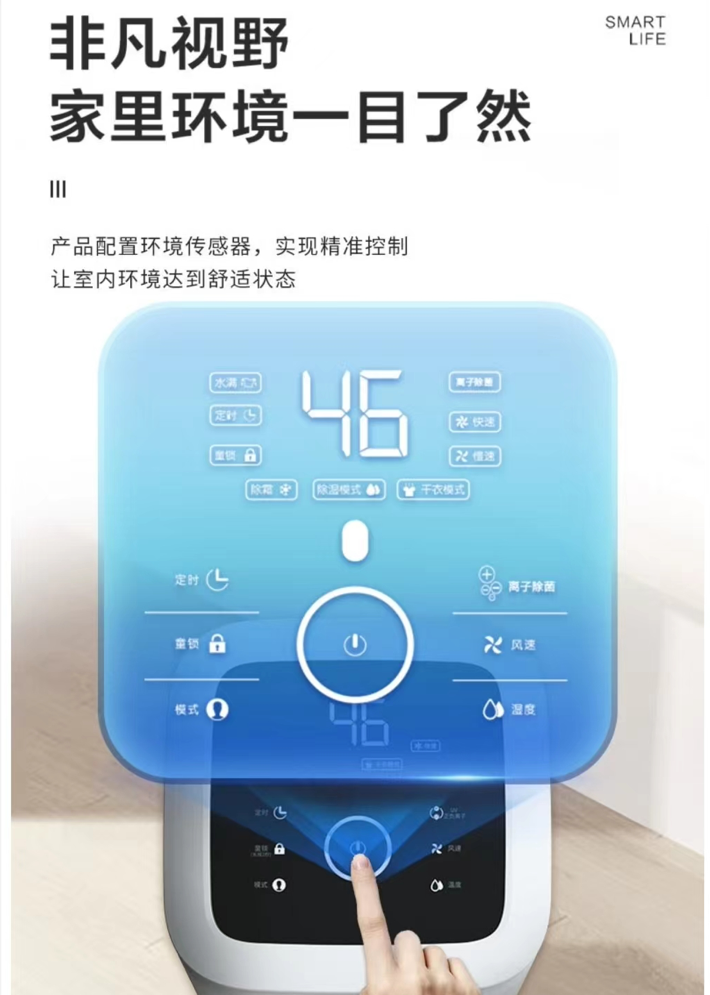 非凡视野
SMART
LIFE
家里环境一目了然
产品配置环境传感器，实现精准控制
让室内环境达到舒适状态
水满
46
离子除菌
定时
快速
童锁
慢速
除霜
除湿模式
干衣模式
定时
离子除菌
童锁
风速
模式
湿度
46
定时
童锁
风速
模式